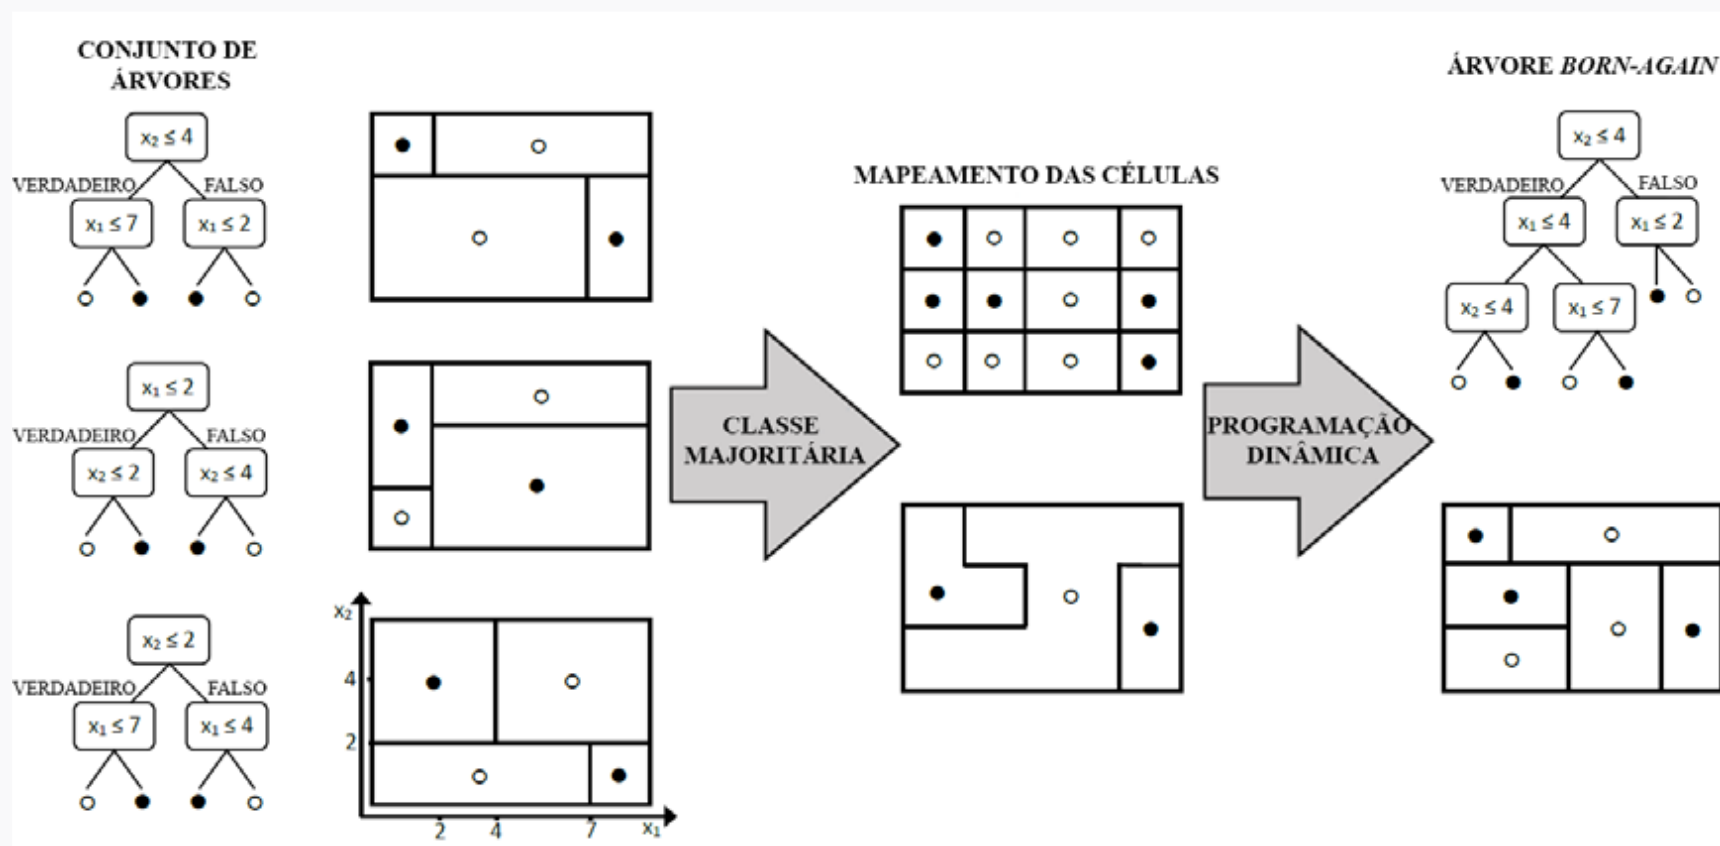 CONJUNTO DE
ÁRVORES
x₂ ≤ 4
VERDADEIRO
FALSO
x₁ ≤ 7
x₁ ≤ 2
x₁ ≤ 2
VERDADEIRO
FALSO
x₂ ≤ 2
x₂ ≤ 4
x₂ ≤ 2
VERDADEIRO
FALSO
x₁ ≤ 7
x₁ ≤ 4
x₂
4
2
2
4
7
x₁
CLASSE
MAJORITÁRIA
MAPEAMENTO DAS CÉLULAS
PROGRAMAÇÃO
DINÂMICA
ÁRVORE BORN-AGAIN
x₂ ≤ 4
VERDADEIRO
FALSO
x₁ ≤ 4
x₁ ≤ 2
x₂ ≤ 4
x₁ ≤ 7